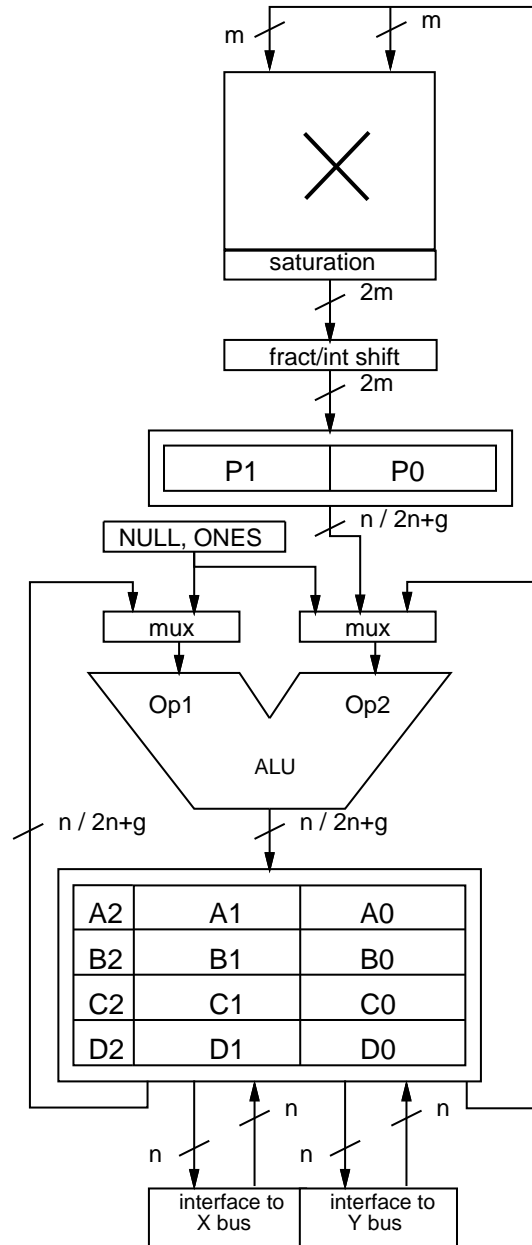 m
m
saturation
2m
fract/int shift
2m
P1 P0
n / 2n+g
NULL, ONES
mux
mux
Op1
Op2
ALU
n / 2n+g
n / 2n+g
A2 A1 A0
B2 B1 B0
C2 C1 C0
D2 D1 D0
n
n
n
n
interface to
X bus
interface to
Y bus